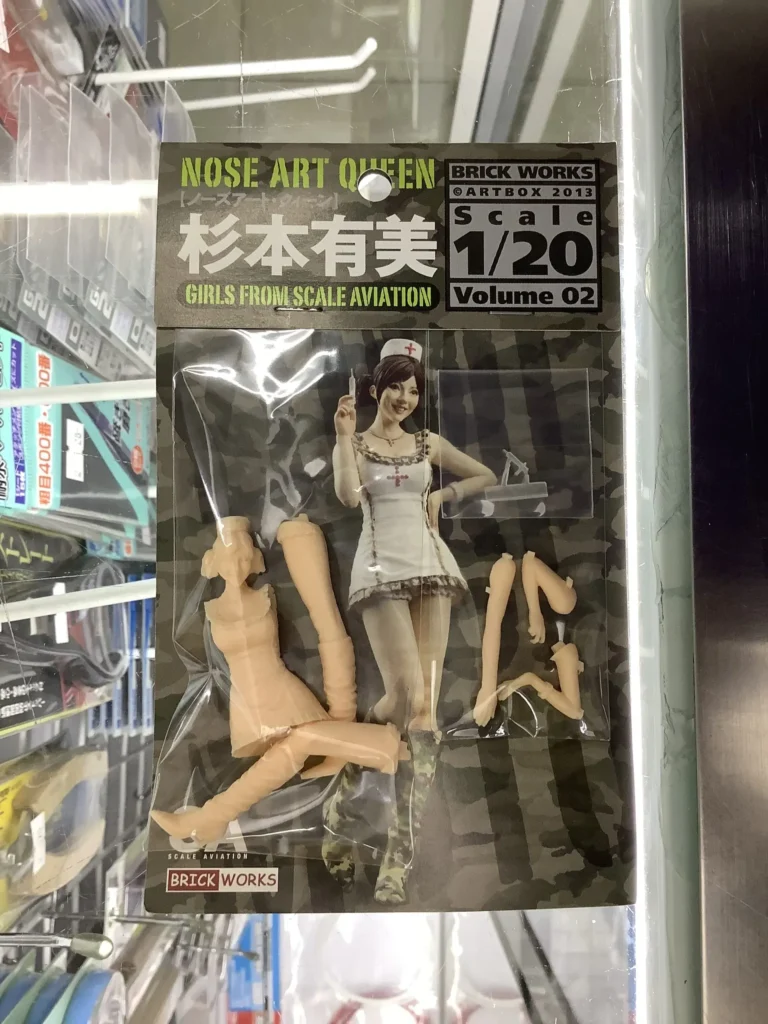 NOSE ART QUEEN
[ノーズアート・クィーン]
杉本有美
GIRLS FROM SCALE AVIATION
BRICK WORKS
©ARTBOX 2013
Scale
1/20
Volume 02
SA
SCALE AVIATION
BRICK WORKS